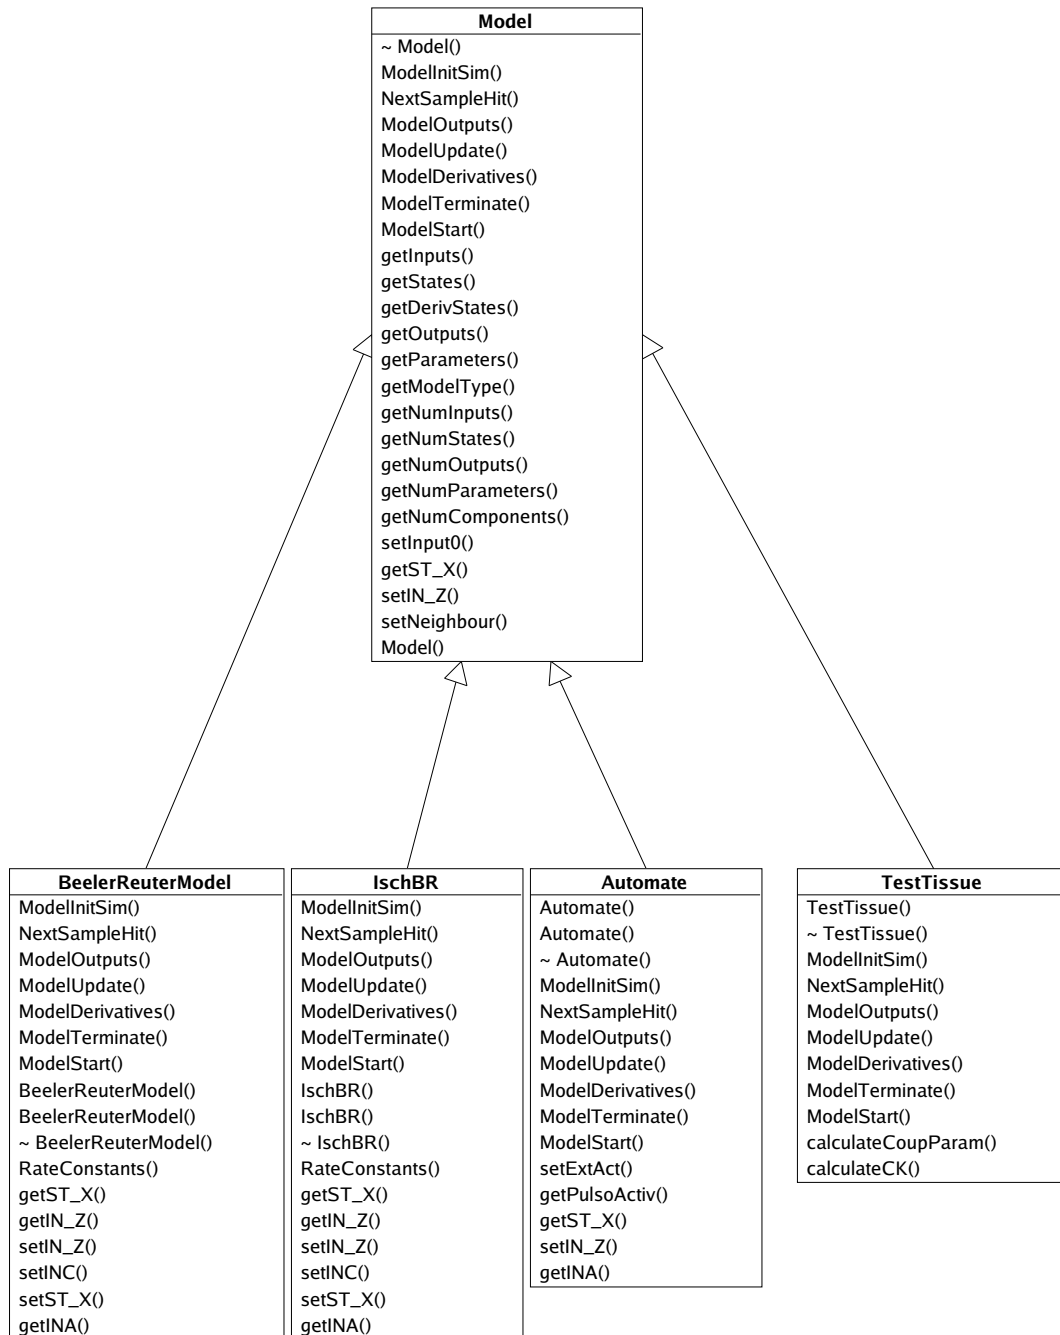 Model
~ Model()
ModelInitSim()
NextSampleHit()
ModelOutputs()
ModelUpdate()
ModelDerivatives()
ModelTerminate()
ModelStart()
getInputs()
getStates()
getDerivStates()
getOutputs()
getParameters()
getModelType()
getNumInputs()
getNumStates()
getNumOutputs()
getNumParameters()
getNumComponents()
setInput0()
getST_X()
setIN_Z()
setNeighbour()
Model()
BeelerReuterModel
ModelInitSim()
NextSampleHit()
ModelOutputs()
ModelUpdate()
ModelDerivatives()
ModelTerminate()
ModelStart()
BeelerReuterModel()
BeelerReuterModel()
~ BeelerReuterModel()
RateConstants()
getST_X()
getIN_Z()
setIN_Z()
setINC()
setST_X()
getINA()
IschBR
ModelInitSim()
NextSampleHit()
ModelOutputs()
ModelUpdate()
ModelDerivatives()
ModelTerminate()
ModelStart()
IschBR()
IschBR()
~ IschBR()
RateConstants()
getST_X()
getIN_Z()
setIN_Z()
setINC()
setST_X()
getINA()
Automate
Automate()
Automate()
~ Automate()
ModelInitSim()
NextSampleHit()
ModelOutputs()
ModelUpdate()
ModelDerivatives()
ModelTerminate()
ModelStart()
setExtAct()
getPulsoActiv()
getST_X()
setIN_Z()
getINA()
TestTissue
TestTissue()
~ TestTissue()
ModelInitSim()
NextSampleHit()
ModelOutputs()
ModelUpdate()
ModelDerivatives()
ModelTerminate()
ModelStart()
calculateCoupParam()
calculateCK()